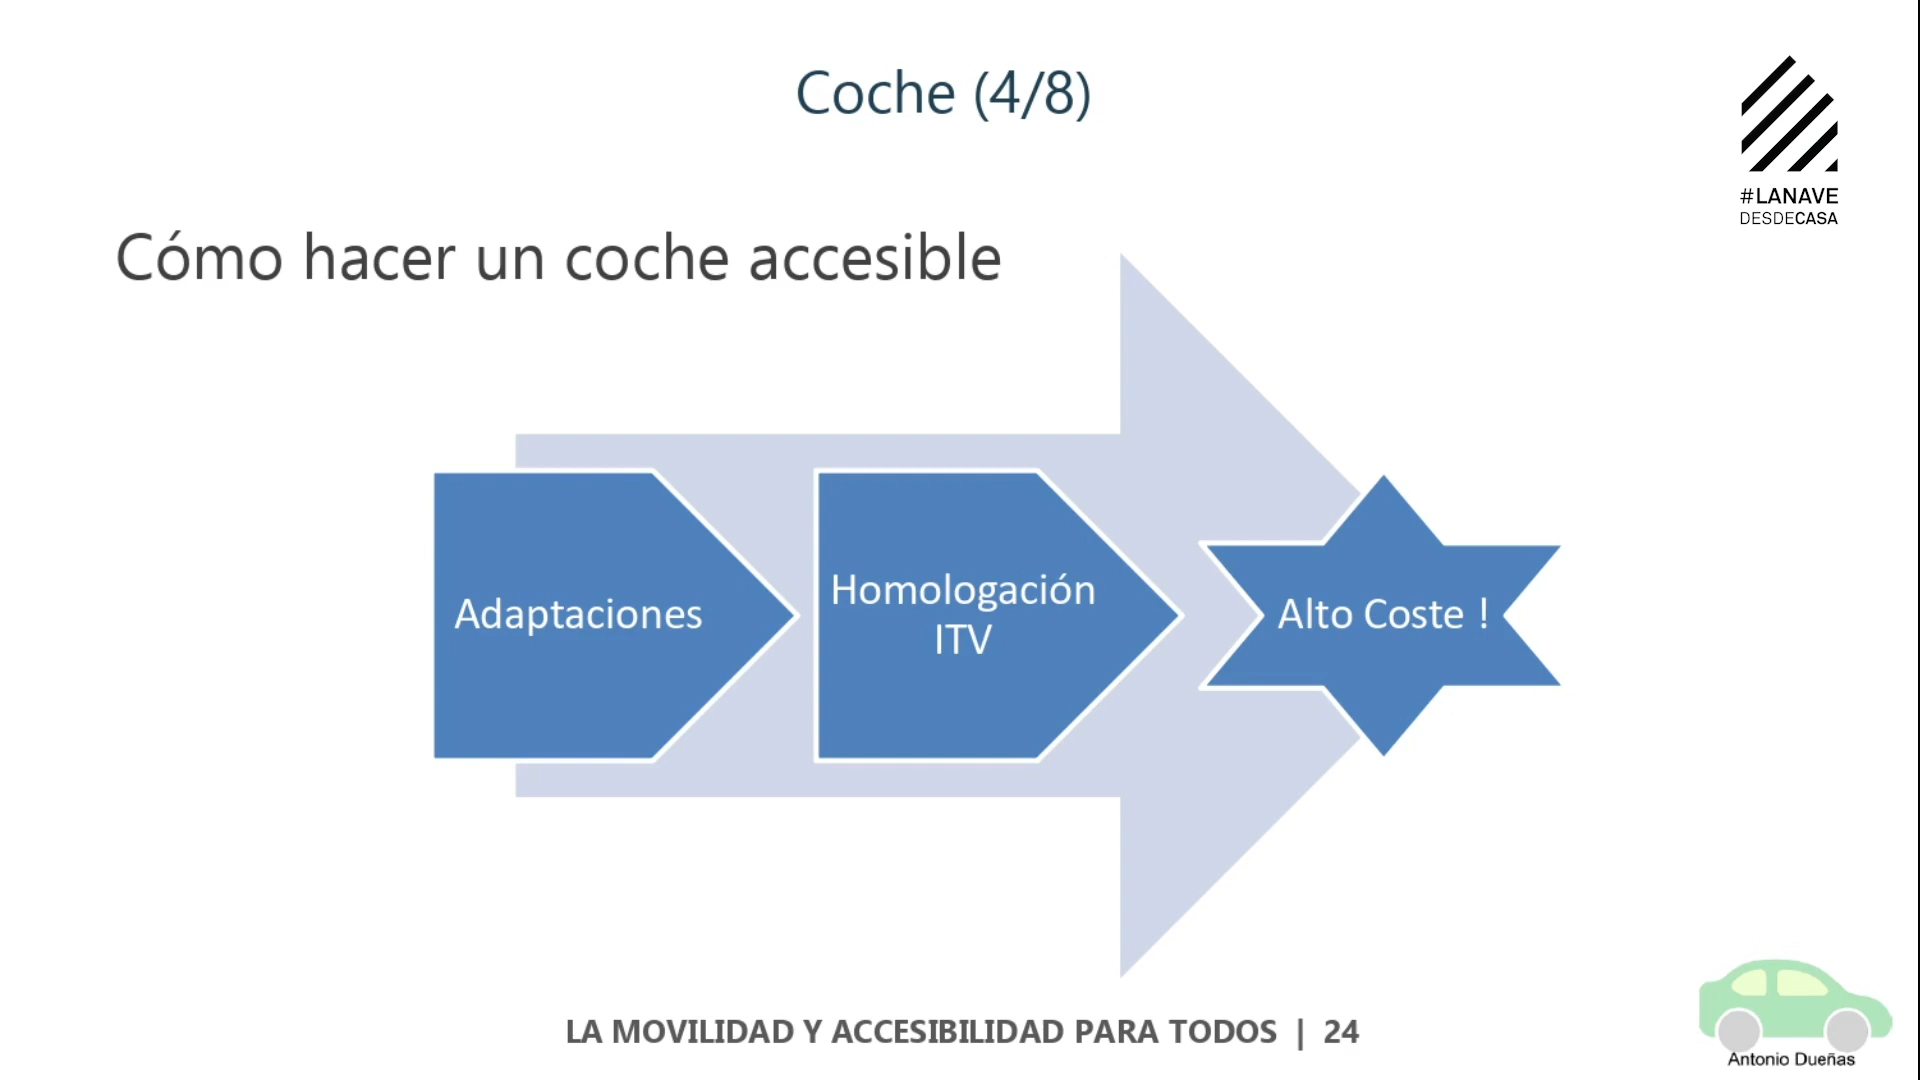 Coche (4/8)
#LANAVE
DESDECASA
Cómo hacer un coche accesible
Adaptaciones
Homologación
ITV
Alto Coste !
LA MOVILIDAD Y ACCESIBILIDAD PARA TODOS | 24
Antonio Dueñas